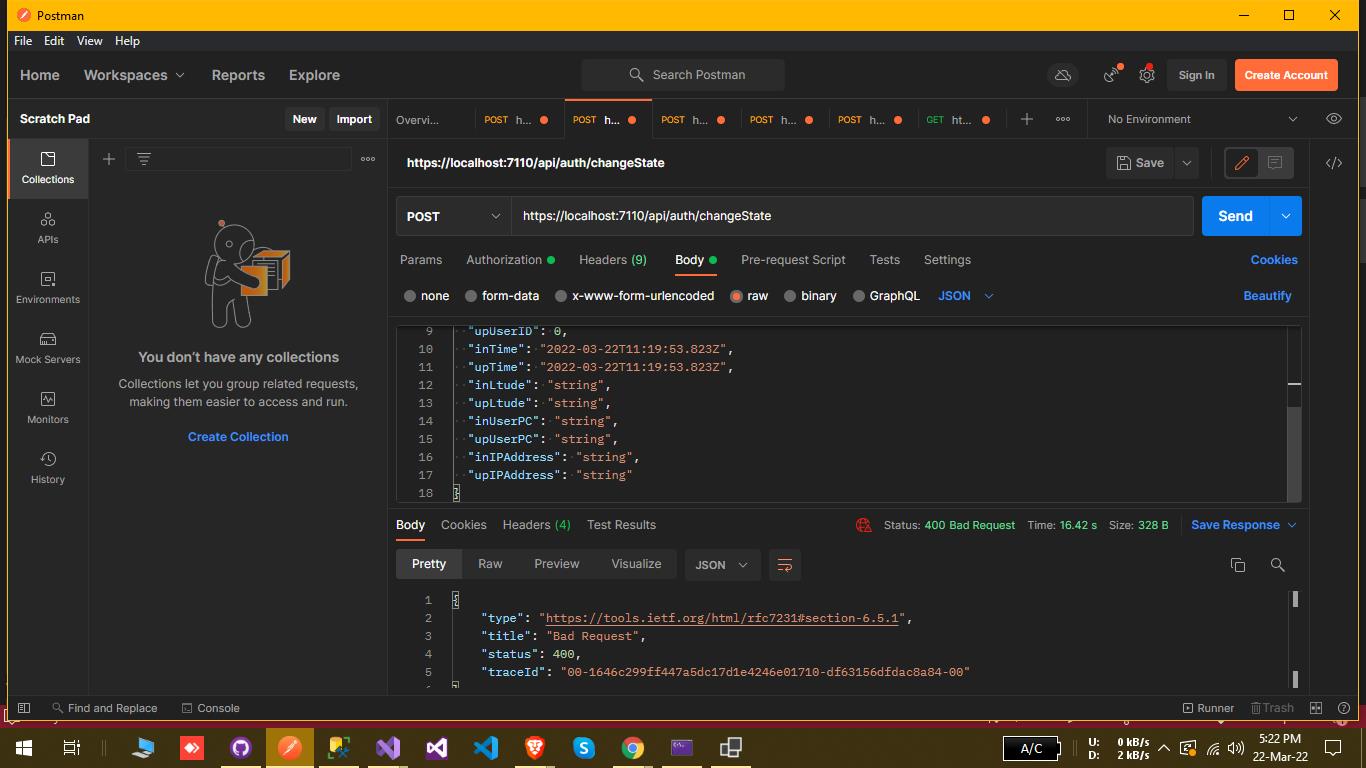 Postman
File Edit View Help
Home Workspaces Reports Explore Search Postman Sign In Create Account
Scratch Pad New Import Overvi... POST h... POST h... POST h... POST h... POST h... GET ht... No Environment
https://localhost:7110/api/auth/changeState Save
POST https://localhost:7110/api/auth/changeState Send
Params Authorization Headers (9) Body Pre-request Script Tests Settings Cookies
none form-data x-www-form-urlencoded raw binary GraphQL JSON Beautify
Collections
APIs
Environments
Mock Servers
Monitors
History
You don't have any collections
Collections let you group related requests,
making them easier to access and run.
Create Collection
9 "upUserID": 0,
10 "inTime": "2022-03-22T11:19:53.823Z",
11 "upTime": "2022-03-22T11:19:53.823Z",
12 "inLtude": "string",
13 "upLtude": "string",
14 "inUserPC": "string",
15 "upUserPC": "string",
16 "inIPAddress": "string",
17 "upIPAddress": "string"
18 }
Body Cookies Headers (4) Test Results Status: 400 Bad Request Time: 16.42 s Size: 328 B Save Response
Pretty Raw Preview Visualize JSON
1 {
2 "type": "https://tools.ietf.org/html/rfc7231#section-6.5.1",
3 "title": "Bad Request",
4 "status": 400,
5 "traceId": "00-1646c299ff447a5dc17d1e4246e01710-df63156dfdac8a84-00"
Find and Replace Console Runner Trash
A/C U: 0 kB/s 5:22 PM
D: 2 kB/s 22-Mar-22